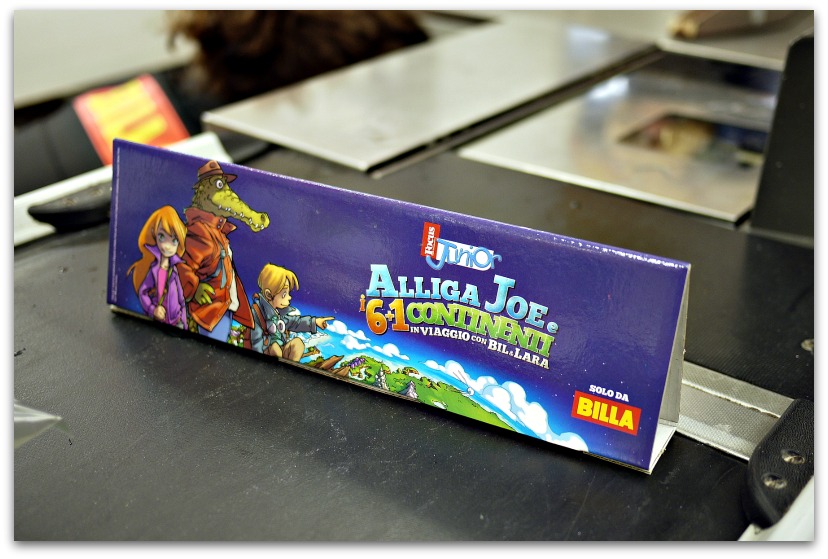 FOCUS
Junior
ALLIGA JOE e
i 6+1 CONTINENTI
IN VIAGGIO CON BIL & LARA
SOLO DA
BILLA